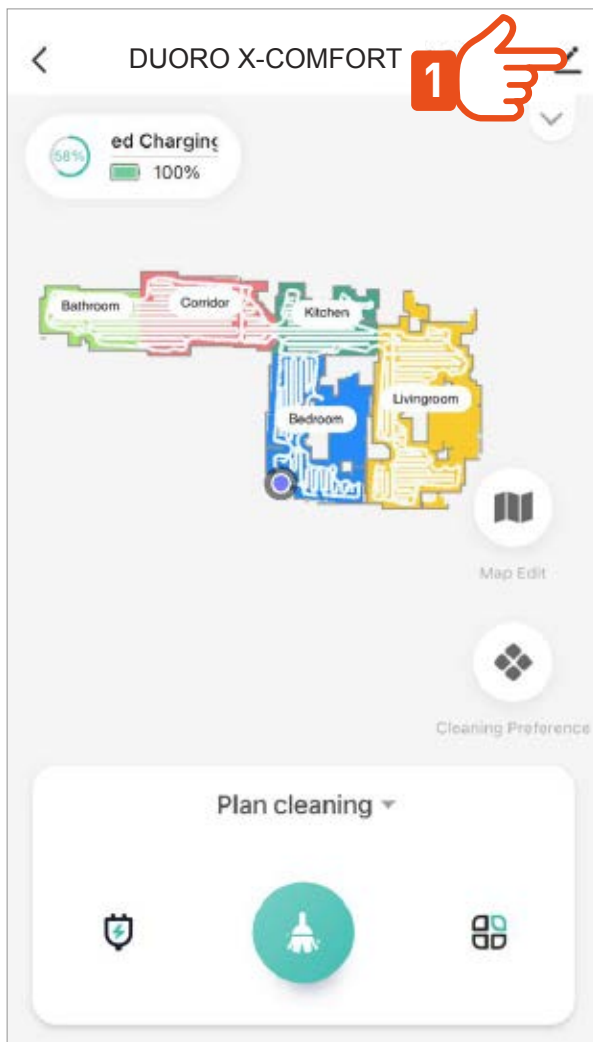 DUORO X-COMFORT
1
58%
ed Charging
100%
Bathroom
Corridor
Kitchen
Bedroom
Livingroom
Map Edit
Cleaning Preference
Plan cleaning